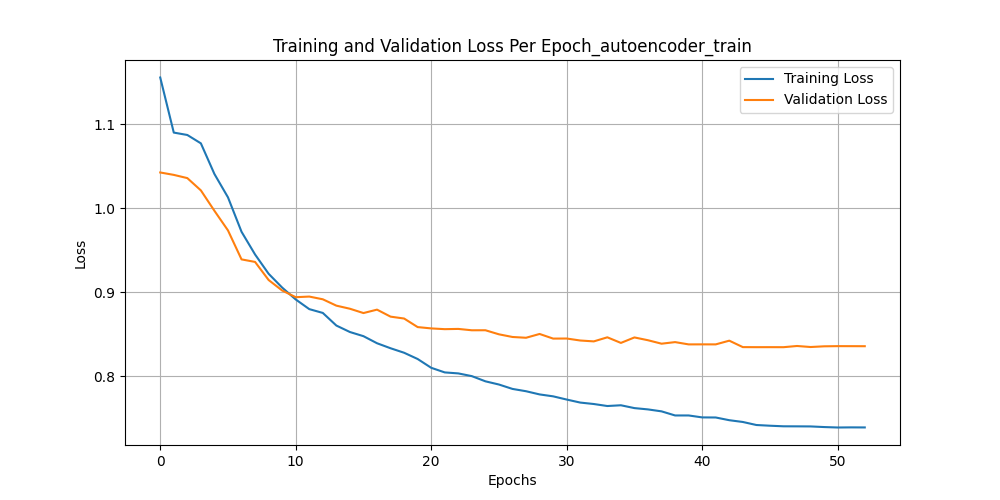 Training and Validation Loss Per Epoch_autoencoder_train
Training Loss
Validation Loss
1.1
1.0
0.9
0.8
Loss
0 10 20 30 40 50
Epochs